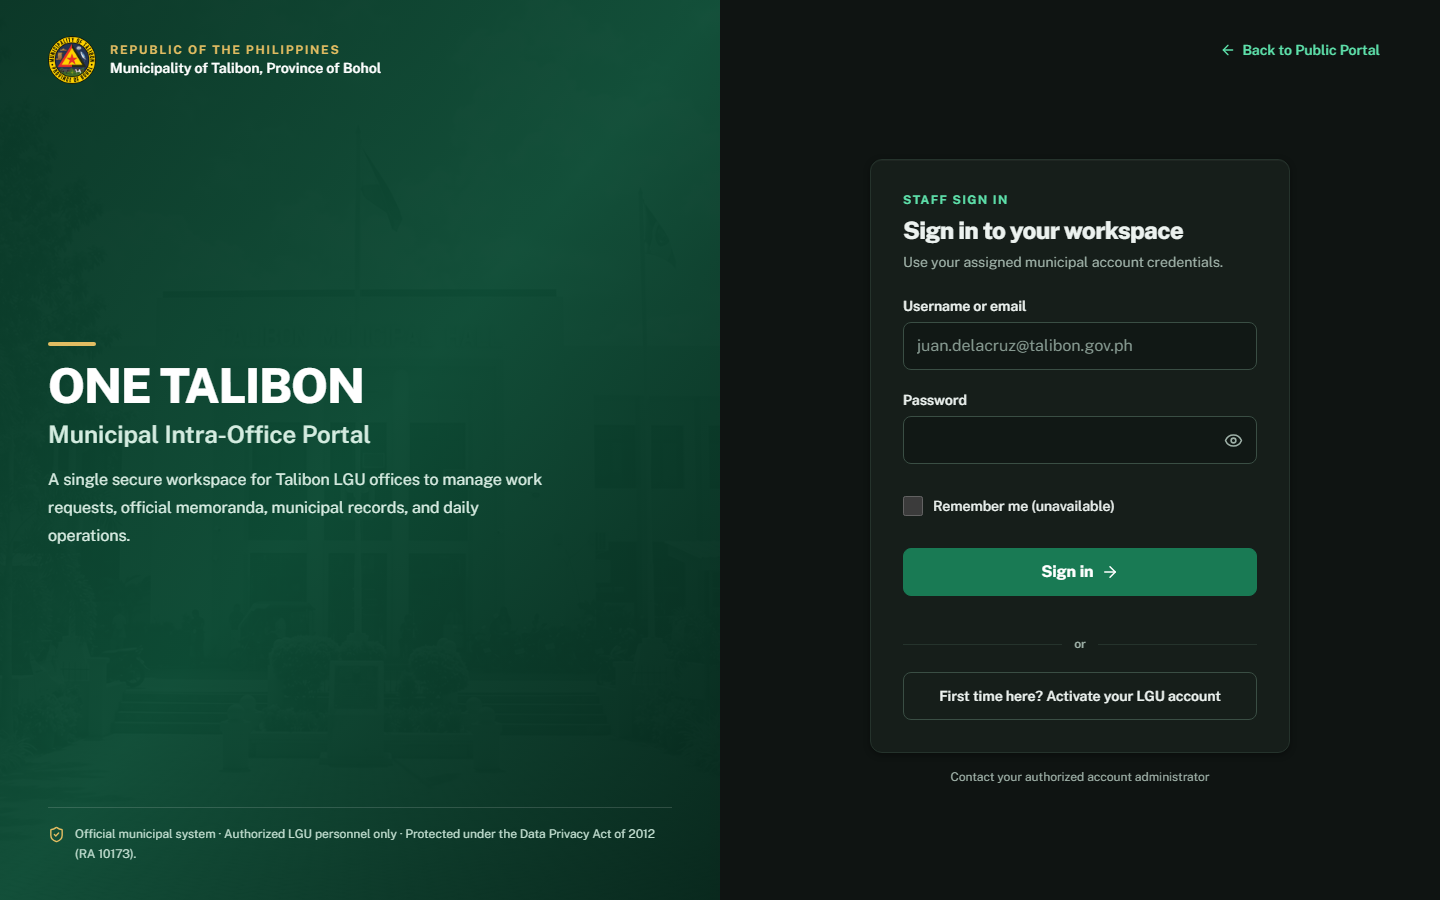 REPUBLIC OF THE PHILIPPINES
Municipality of Talibon, Province of Bohol
ONE TALIBON
Municipal Intra-Office Portal
A single secure workspace for Talibon LGU offices to manage work
requests, official memoranda, municipal records, and daily
operations.
Official municipal system · Authorized LGU personnel only · Protected under the Data Privacy Act of 2012
(RA 10173).
← Back to Public Portal
STAFF SIGN IN
Sign in to your workspace
Use your assigned municipal account credentials.
Username or email
juan.delacruz@talibon.gov.ph
Password
Remember me (unavailable)
Sign in →
or
First time here? Activate your LGU account
Contact your authorized account administrator